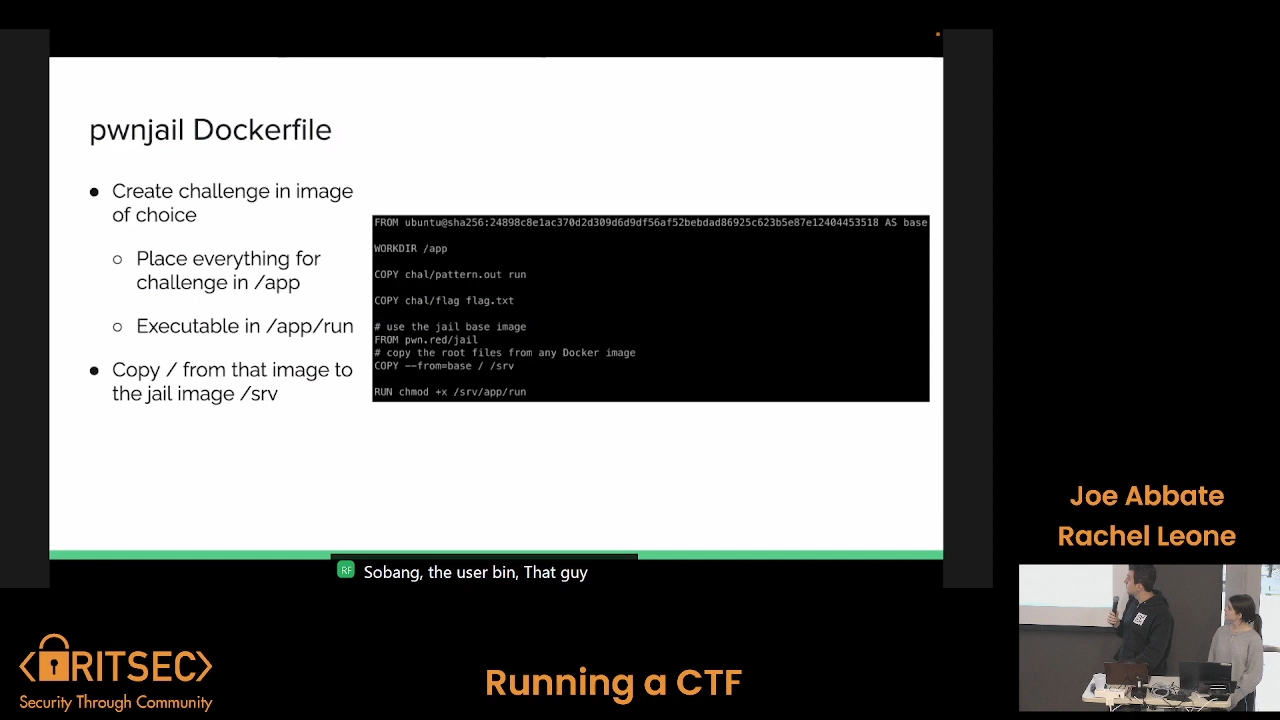 pwnjail Dockerfile
● Create challenge in image
of choice
○ Place everything for
challenge in /app
○ Executable in /app/run
● Copy / from that image to
the jail image /srv
FROM ubuntu@sha256:24898c8e1ac370d2d309d6d9df56af52bebdad86925c623b5e87e12404453518 AS base
WORKDIR /app
COPY chal/pattern.out run
COPY chal/flag flag.txt
# use the jail base image
FROM pwn.red/jail
# copy the root files from any Docker image
COPY --from=base / /srv
RUN chmod +x /srv/app/run
RF Sobang, the user bin, That guy
Joe Abbate
Rachel Leone
<RITSEC>
Security Through Community
Running a CTF